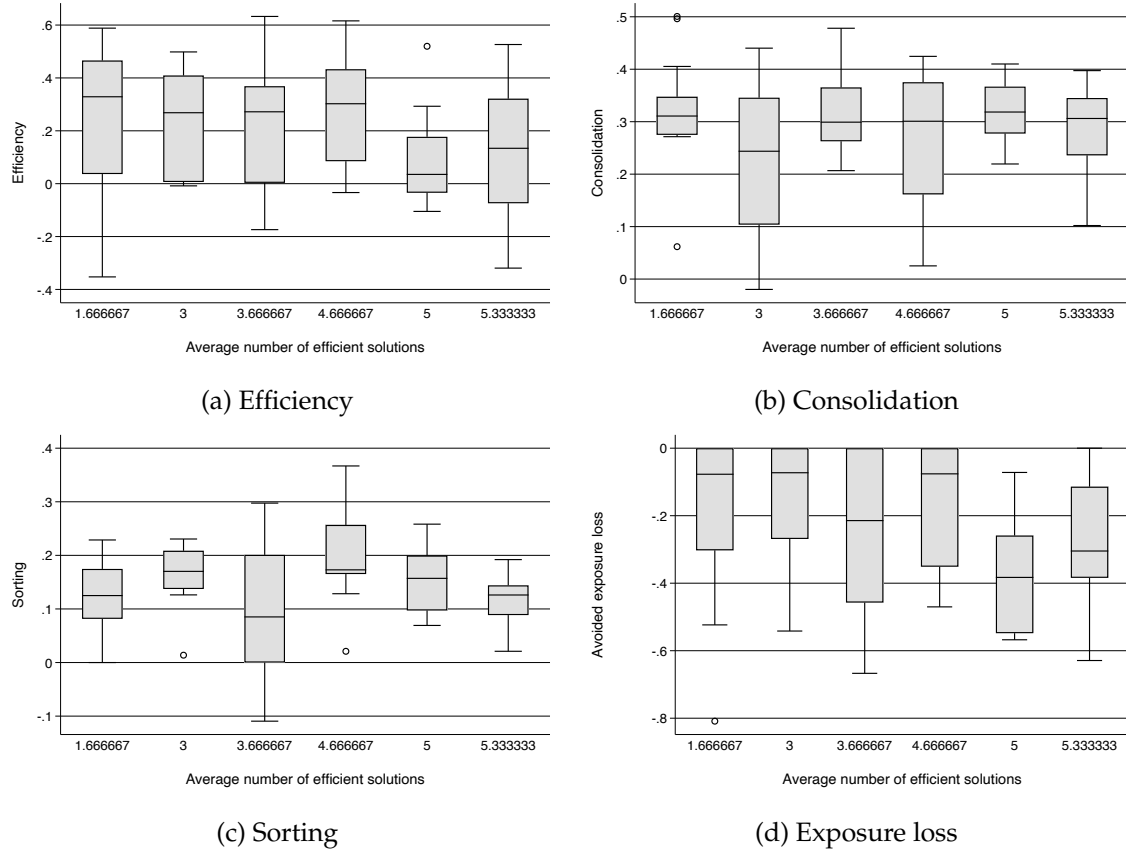 Efficiency
.6
.4
.2
0
-.2
-.4
1.666667 3 3.666667 4.666667 5 5.333333
Average number of efficient solutions
(a) Efficiency
Consolidation
.5
.4
.3
.2
.1
0
1.666667 3 3.666667 4.666667 5 5.333333
Average number of efficient solutions
(b) Consolidation
Sorting
.4
.3
.2
.1
0
-.1
1.666667 3 3.666667 4.666667 5 5.333333
Average number of efficient solutions
(c) Sorting
Avoided exposure loss
0
-.2
-.4
-.6
-.8
1.666667 3 3.666667 4.666667 5 5.333333
Average number of efficient solutions
(d) Exposure loss